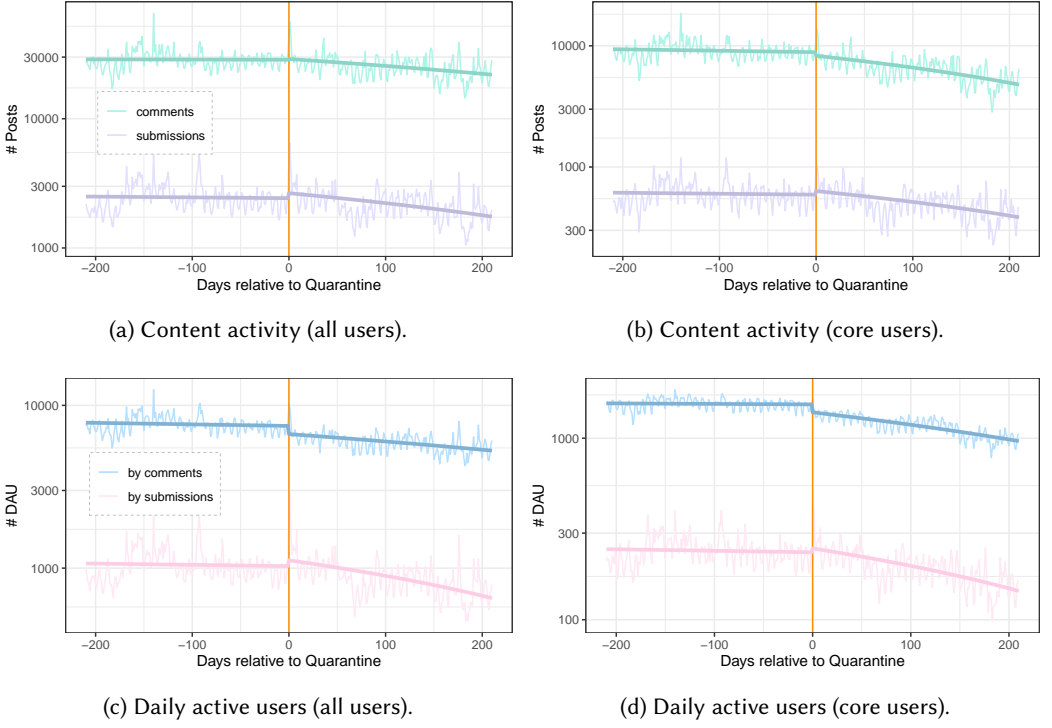 30000
10000
3000
1000
# Posts
comments
submissions
−200
−100
0
100
200
Days relative to Quarantine
(a) Content activity (all users).
10000
3000
1000
300
# Posts
−200
−100
0
100
200
Days relative to Quarantine
(b) Content activity (core users).
10000
3000
1000
# DAU
by comments
by submissions
−200
−100
0
100
200
Days relative to Quarantine
(c) Daily active users (all users).
1000
300
100
# DAU
−200
−100
0
100
200
Days relative to Quarantine
(d) Daily active users (core users).